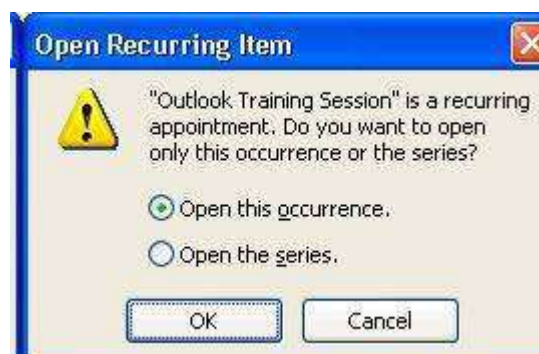 Open Recurring Item
"Outlook Training Session" is a recurring
appointment. Do you want to open
only this occurrence or the series?
Open this occurrence.
Open the series.
OK Cancel